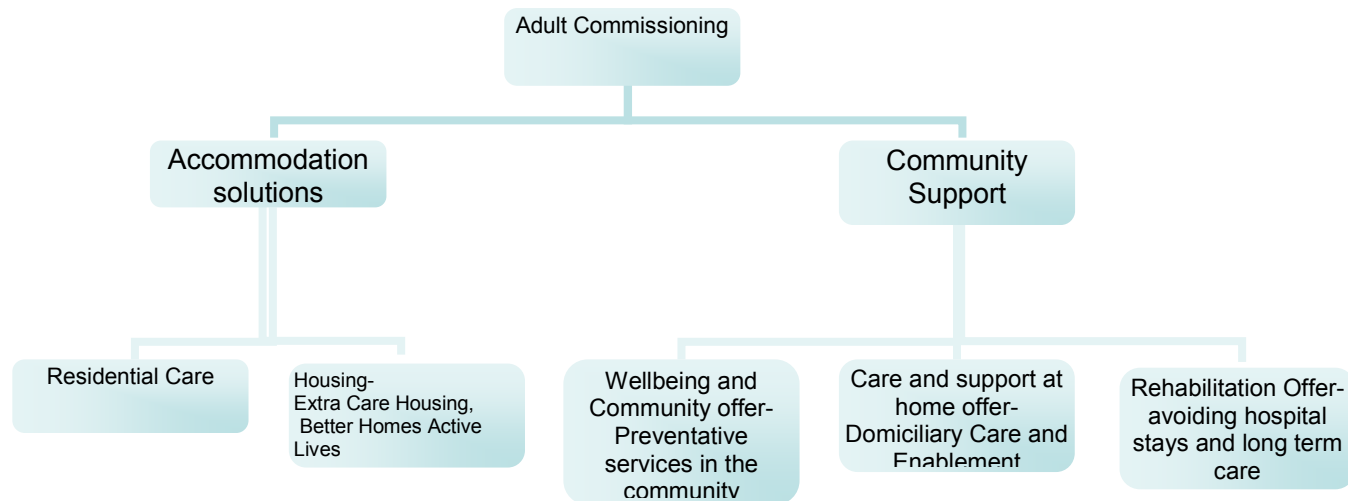 Adult Commissioning
Accommodation
solutions
Community
Support
Residential Care
Housing-
Extra Care Housing,
Better Homes Active
Lives
Wellbeing and
Community offer-
Preventative
services in the
community
Care and support at
home offer-
Domiciliary Care and
Enablement
Rehabilitation Offer-
avoiding hospital
stays and long term
care